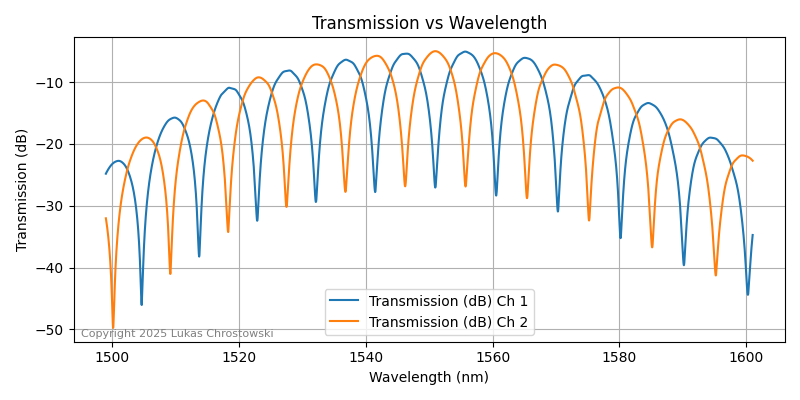 Transmission vs Wavelength
Transmission (dB)
−10
−20
−30
−40
−50
Transmission (dB) Ch 1
Transmission (dB) Ch 2
Copyright 2025 Lukas Chrostowski
1500 1520 1540 1560 1580 1600
Wavelength (nm)